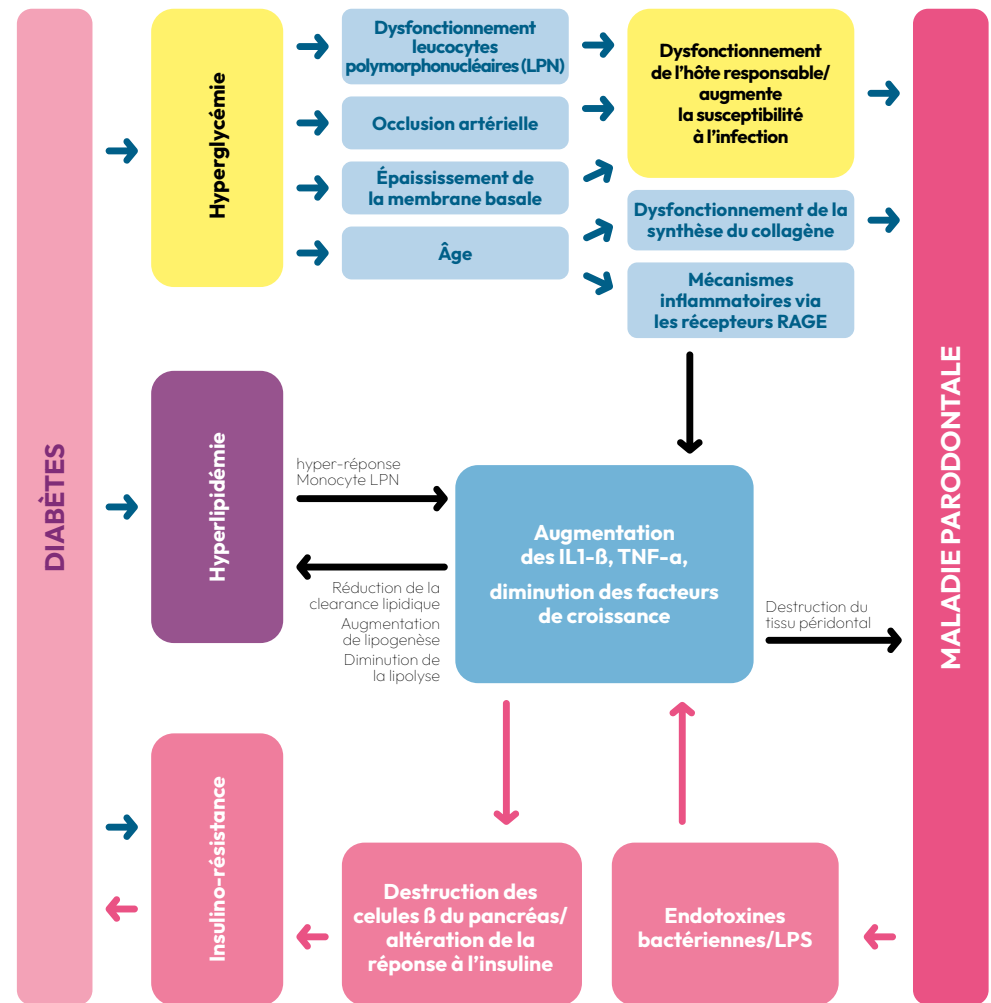 DIABÈTES
Hyperglycémie
Dysfonctionnement
leucocytes
polymorphonucléaires (LPN)
Occlusion artérielle
Épaississement de
la membrane basale
Âge
Dysfonctionnement
de l'hôte responsable/
augmente
la susceptibilité
à l'infection
Dysfonctionnement de la
synthèse du collagène
Mécanismes
inflammatoires via
les récepteurs RAGE
MALADIE PARODONTALE
Hyperlipidémie
hyper-réponse
Monocyte LPN
Réduction de la
clearance lipidique
Augmentation
de lipogenèse
Diminution de
la lipolyse
Augmentation
des IL1-ß, TNF-α,
diminution des facteurs
de croissance
Destruction du
tissu péridontal
Insulino-résistance
Destruction des
celules ß du pancréas/
altération de la
réponse à l'insuline
Endotoxines
bactériennes/LPS